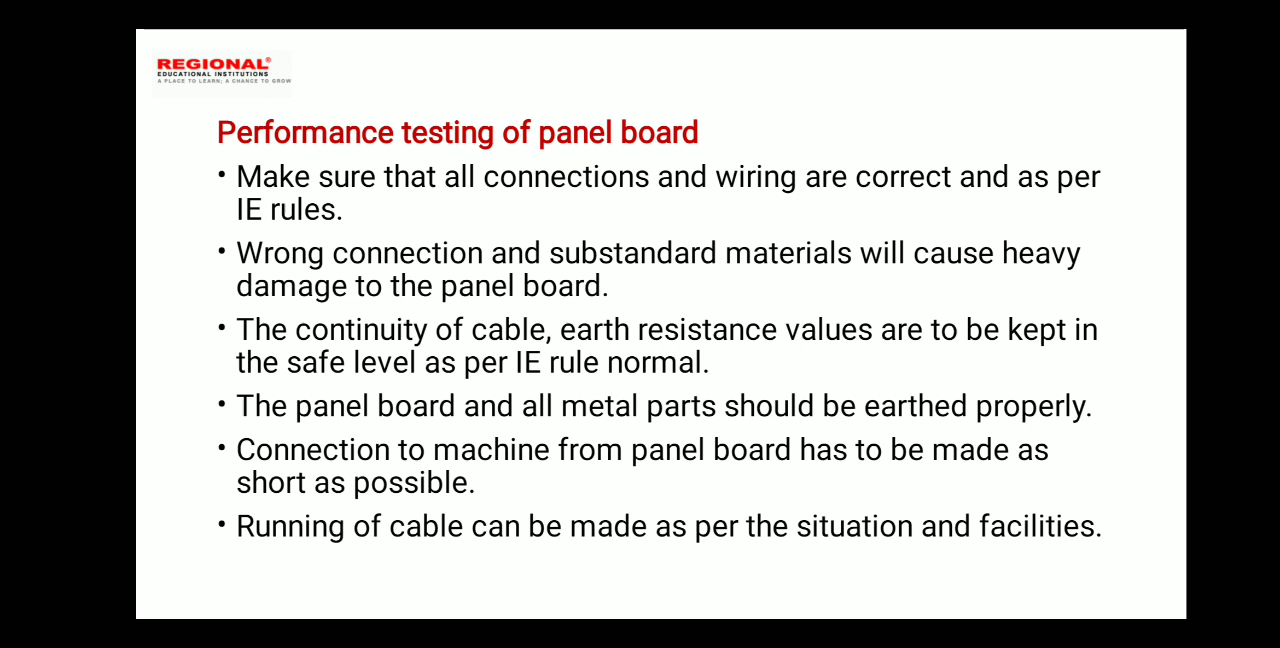 REGIONAL®
EDUCATIONAL INSTITUTIONS
A PLACE TO LEARN; A CHANCE TO GROW
Performance testing of panel board
• Make sure that all connections and wiring are correct and as per
IE rules.
• Wrong connection and substandard materials will cause heavy
damage to the panel board.
• The continuity of cable, earth resistance values are to be kept in
the safe level as per IE rule normal.
• The panel board and all metal parts should be earthed properly.
• Connection to machine from panel board has to be made as
short as possible.
• Running of cable can be made as per the situation and facilities.